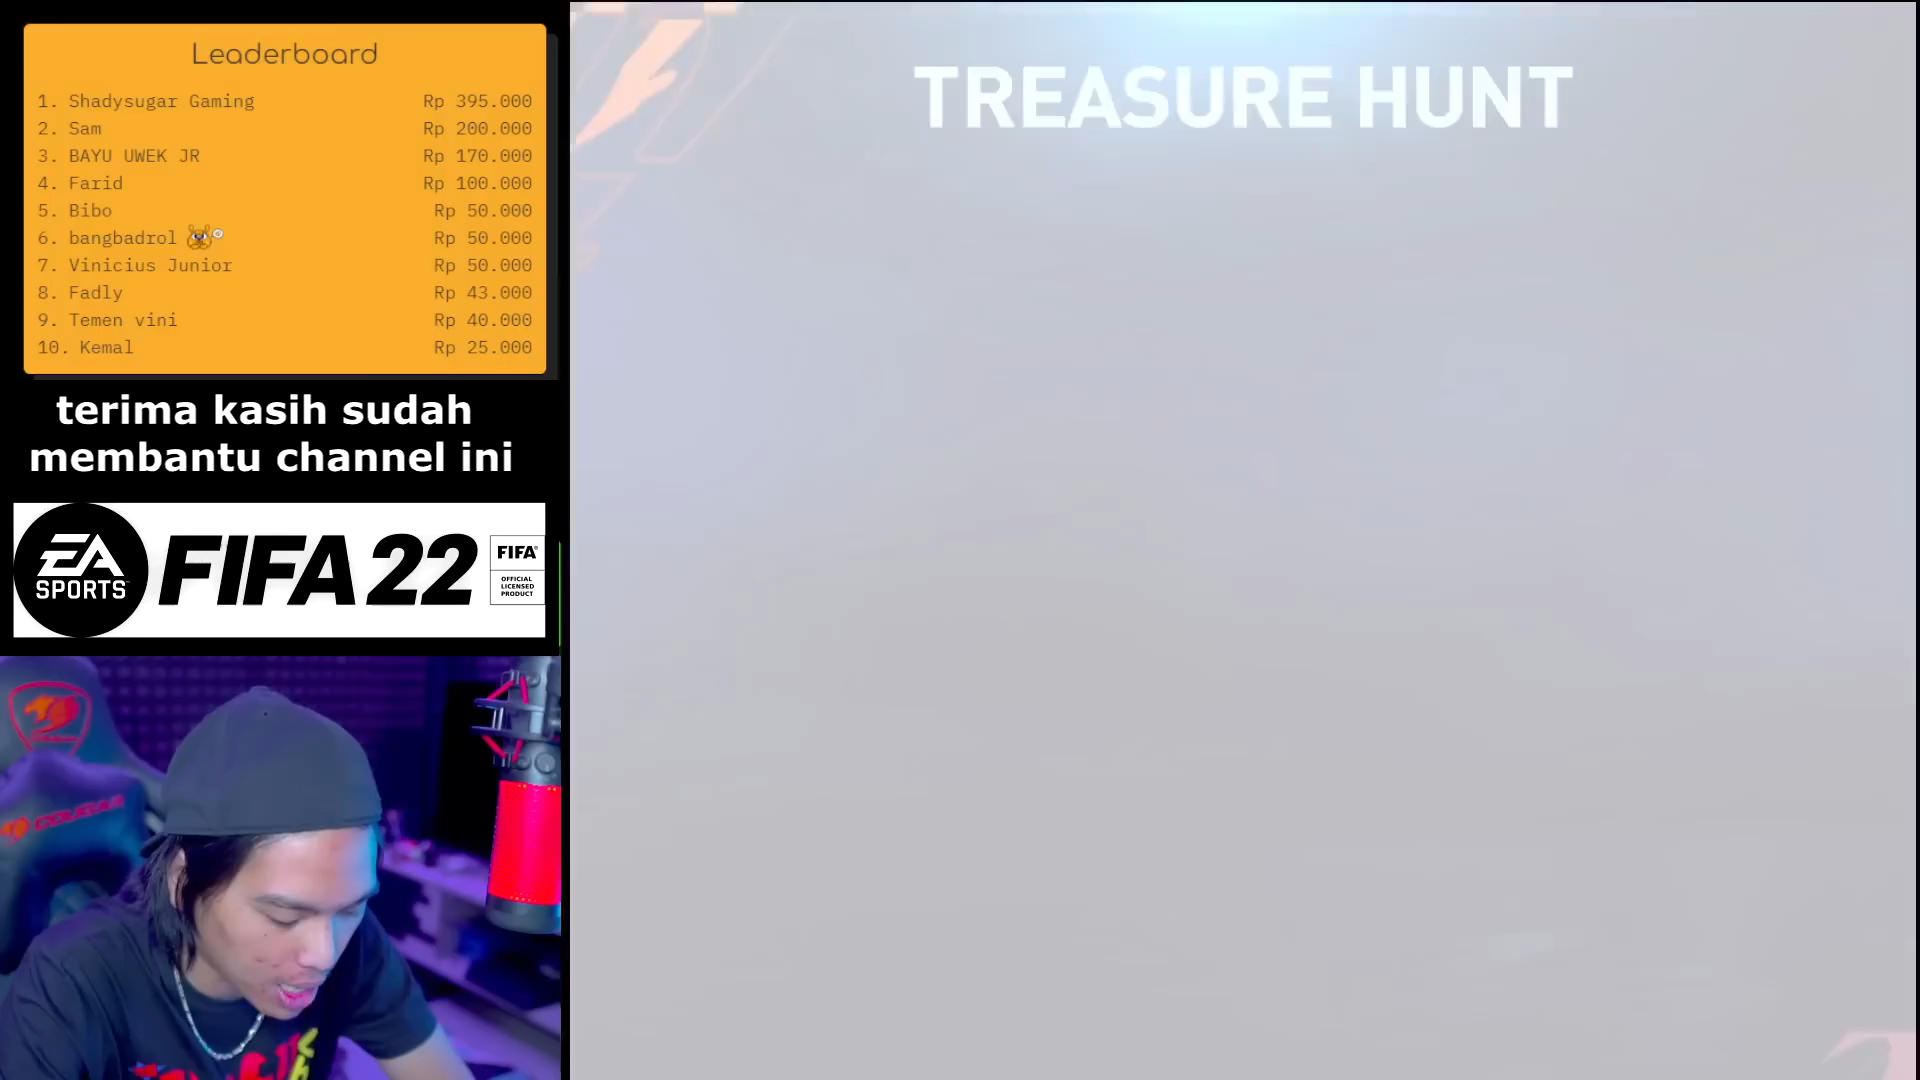 Leaderboard
1. Shadysugar Gaming Rp 395.000
2. Sam Rp 200.000
3. BAYU UWEK JR Rp 170.000
4. Farid Rp 100.000
5. Bibo Rp 50.000
6. bangbadrol Rp 50.000
7. Vinicius Junior Rp 50.000
8. Fadly Rp 43.000
9. Temen vini Rp 40.000
10. Kemal Rp 25.000
terima kasih sudah
membantu channel ini
EA
SPORTS
FIFA 22
FIFA
OFFICIAL
LICENSED
PRODUCT
COUGAR
TREASURE HUNT